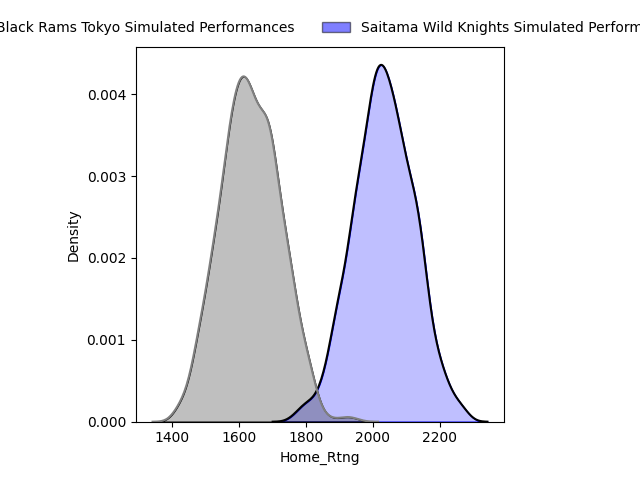 Black Rams Tokyo Simulated Performances Saitama Wild Knights Simulated Perform
0.004
0.003
0.002
0.001
0.000
Density
1400 1600 1800 2000 2200
Home_Rtng